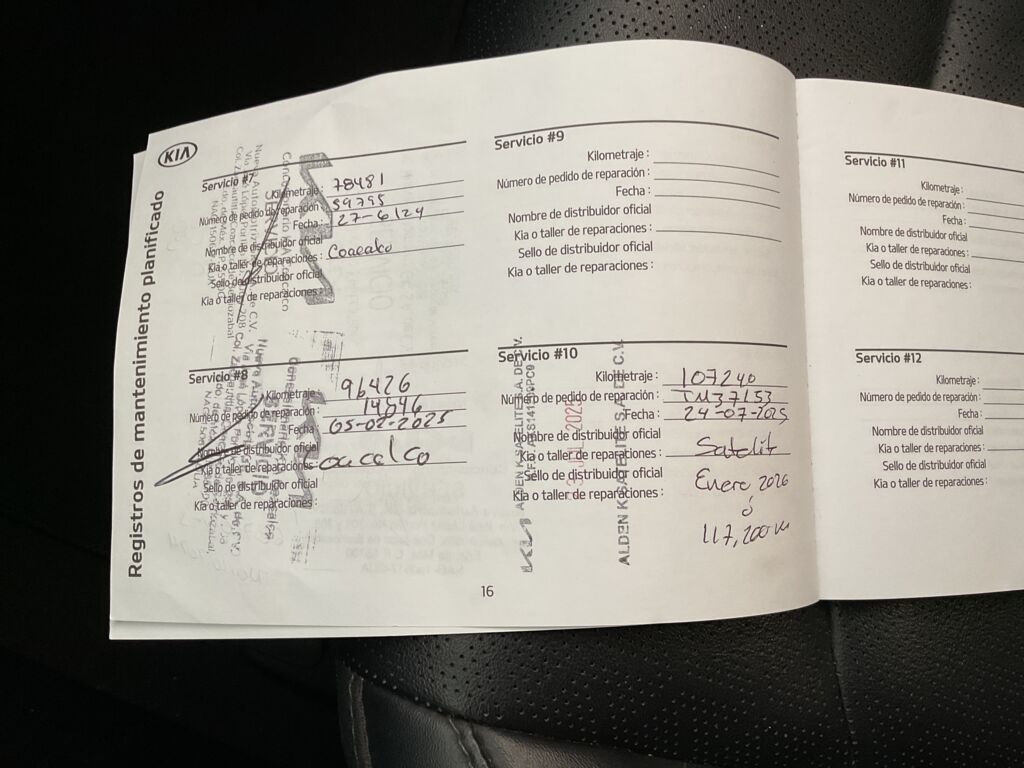 KIA
Registros de mantenimiento planificado
Servicio #7
Kilometraje : 78481
Número de pedido de reparación : 59795
Fecha : 27-6-24
Nombre de distribuidor oficial
Kia o taller de reparaciones : Coacalco
Sello de distribuidor oficial
Kia o taller de reparaciones :
Servicio #8
Kilometraje : 96426
Número de pedido de reparación : 14846
Fecha : 05-02-2025
Nombre de distribuidor oficial
Kia o taller de reparaciones : Coacalco
Sello de distribuidor oficial
Kia o taller de reparaciones :
SERVICIO
Servicio #9
Kilometraje :
Número de pedido de reparación :
Fecha :
Nombre de distribuidor oficial
Kia o taller de reparaciones :
Sello de distribuidor oficial
Kia o taller de reparaciones :
Servicio #10
Kilometraje : 107240
Número de pedido de reparación : TM37153
Fecha : 24-07-2025
Nombre de distribuidor oficial
Kia o taller de reparaciones : Satelite
Sello de distribuidor oficial
Kia o taller de reparaciones :
Enero 2026
ó
117,200
KIA
ALDEN K SATELITE S.A. DE C.V.
ALDEN K SATELITE S.A. DE C.V.
16
Servicio #11
Kilometraje :
Número de pedido de reparación :
Fecha :
Nombre de distribuidor oficial
Kia o taller de reparaciones :
Sello de distribuidor oficial
Kia o taller de reparaciones :
Servicio #12
Kilometraje :
Número de pedido de reparación :
Fecha :
Nombre de distribuidor oficial
Kia o taller de reparaciones :
Sello de distribuidor oficial
Kia o taller de reparaciones :